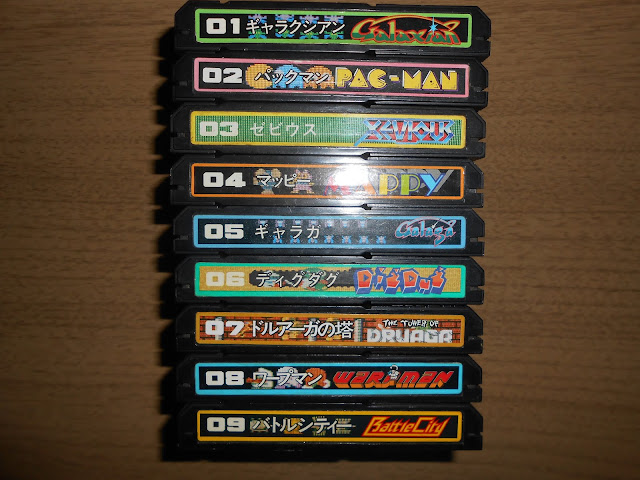 01 ギャラクシアン Galaxian
02 パックマン PAC-MAN
03 ゼビウス XEVIOUS
04 マッピー MAPPY
05 ギャラガ Galaga
06 ディグダグ DIG DUG
07 ドルアーガの塔 THE TOWER OF DRUAGA
08 ワープマン WARPMAN
09 バトルシティー BattleCity